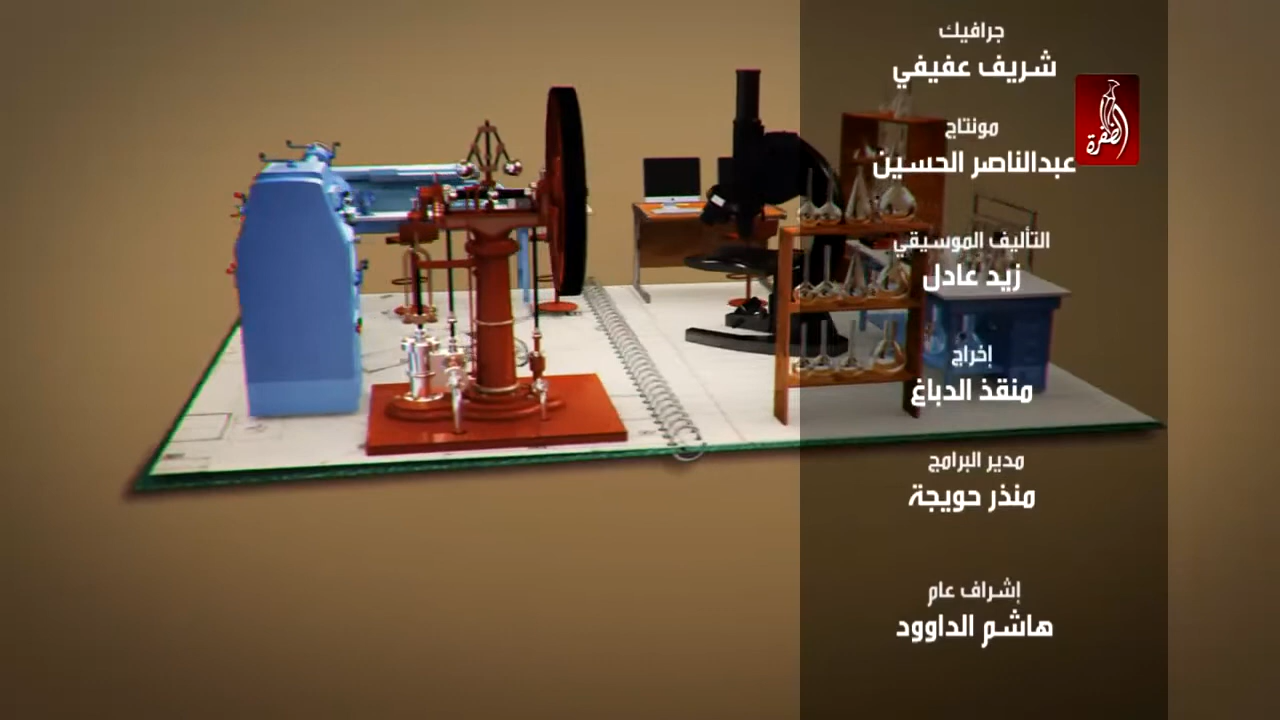 جرافيك
شريف عفيفي
الظفرة
مونتاج
عبدالناصر الحسين
التأليف الموسيقي
زيد عادل
إخراج
منقذ الدباغ
مدير البرامج
منذر حويجة
إشراف عام
هاشم الداوود